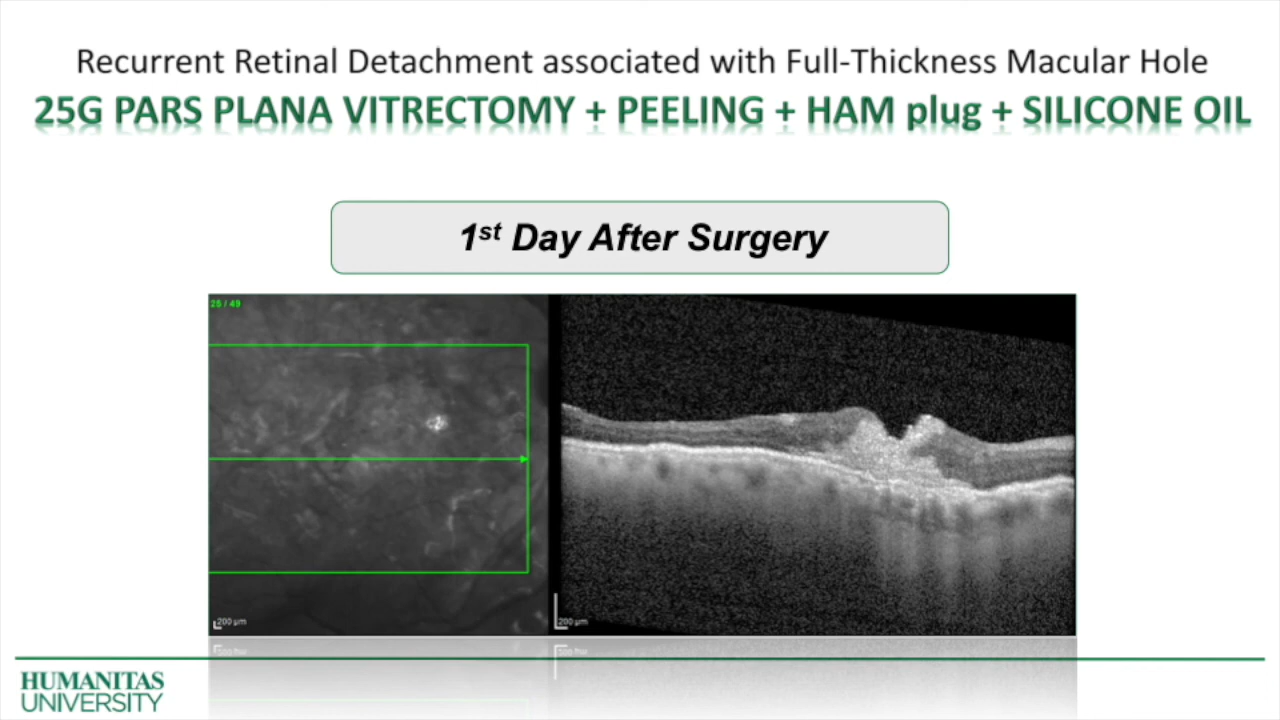 Recurrent Retinal Detachment associated with Full-Thickness Macular Hole
25G PARS PLANA VITRECTOMY + PEELING + HAM plug + SILICONE OIL
1st Day After Surgery
25 / 49
200 µm
200 µm
HUMANITAS
UNIVERSITY